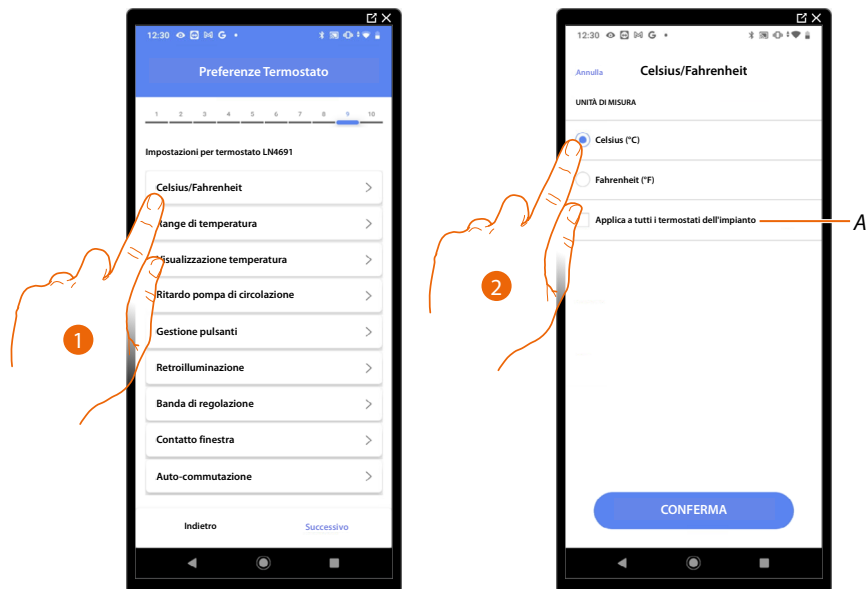 12:30
Preferenze Termostato
1 2 3 4 5 6 7 8 9 10
Impostazioni per termostato LN4691
Celsius/Fahrenheit
Range di temperatura
Visualizzazione temperatura
Ritardo pompa di circolazione
Gestione pulsanti
Retroilluminazione
Banda di regolazione
Contatto finestra
Auto-commutazione
Indietro
Successivo
1
12:30
Annulla
Celsius/Fahrenheit
UNITÀ DI MISURA
Celsius (°C)
Fahrenheit (°F)
Applica a tutti i termostati dell'impianto
A
2
CONFERMA